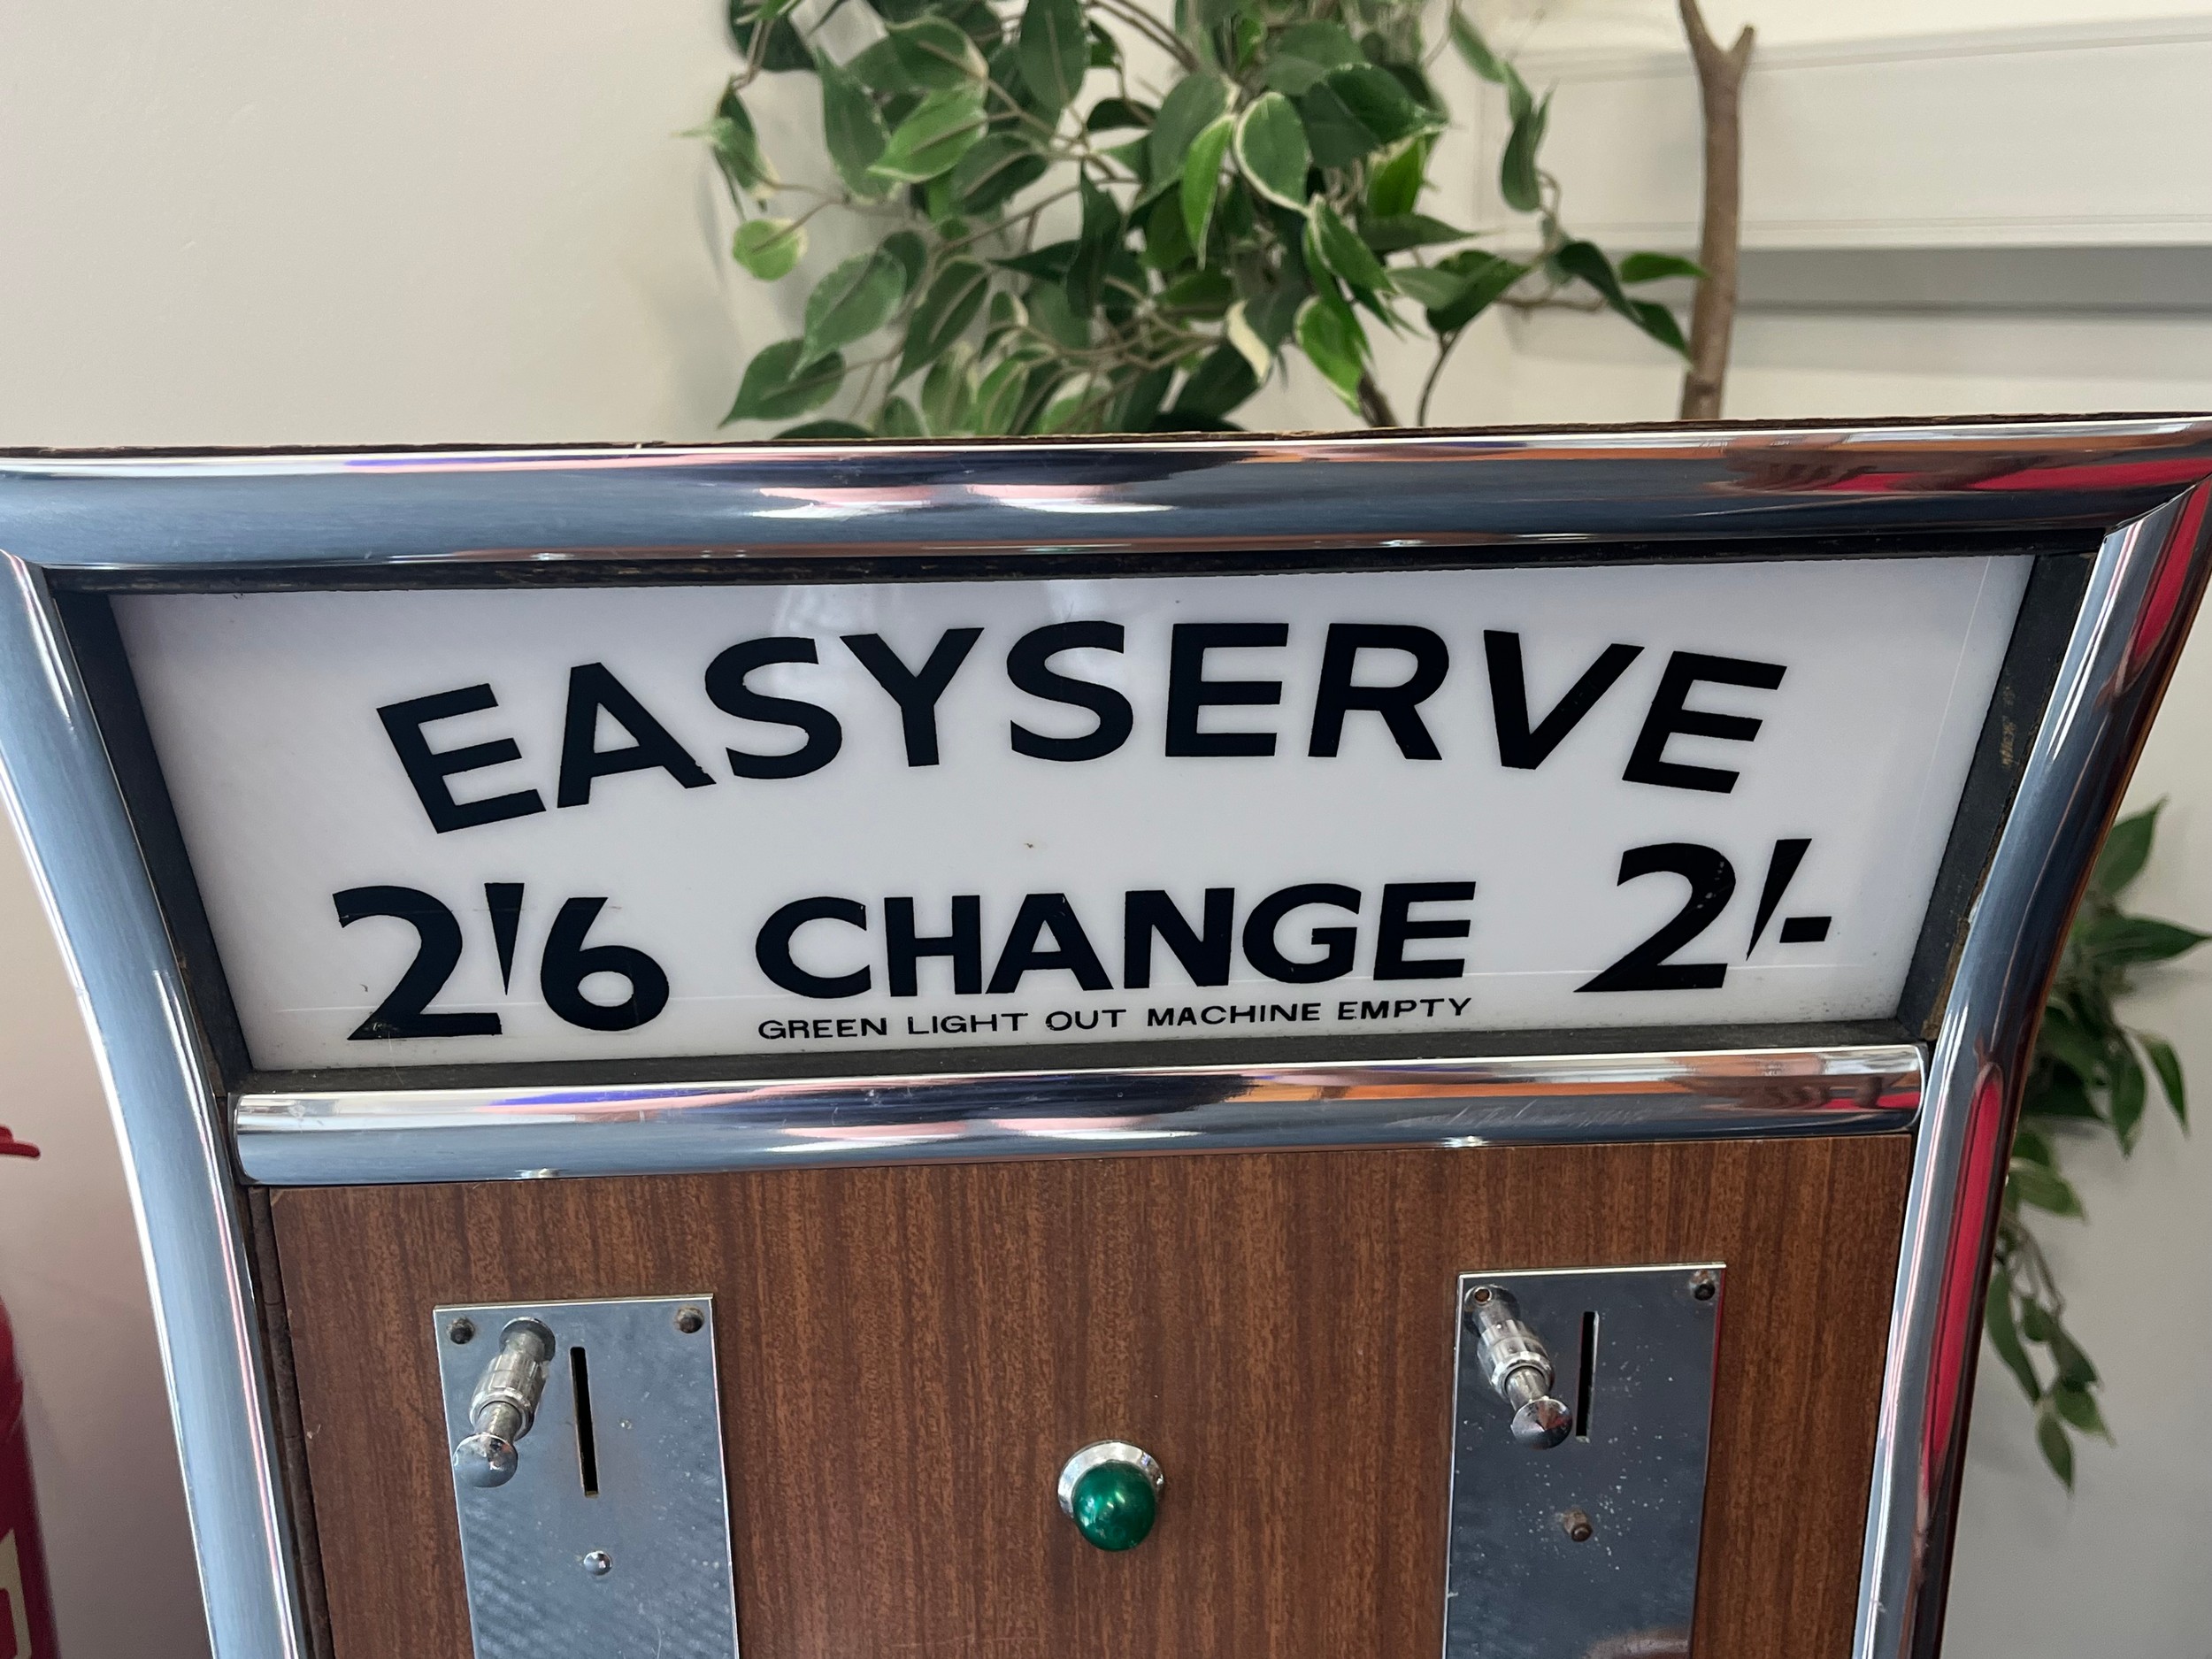 EASYSERVE
2/6 CHANGE 2/-
GREEN LIGHT OUT MACHINE EMPTY